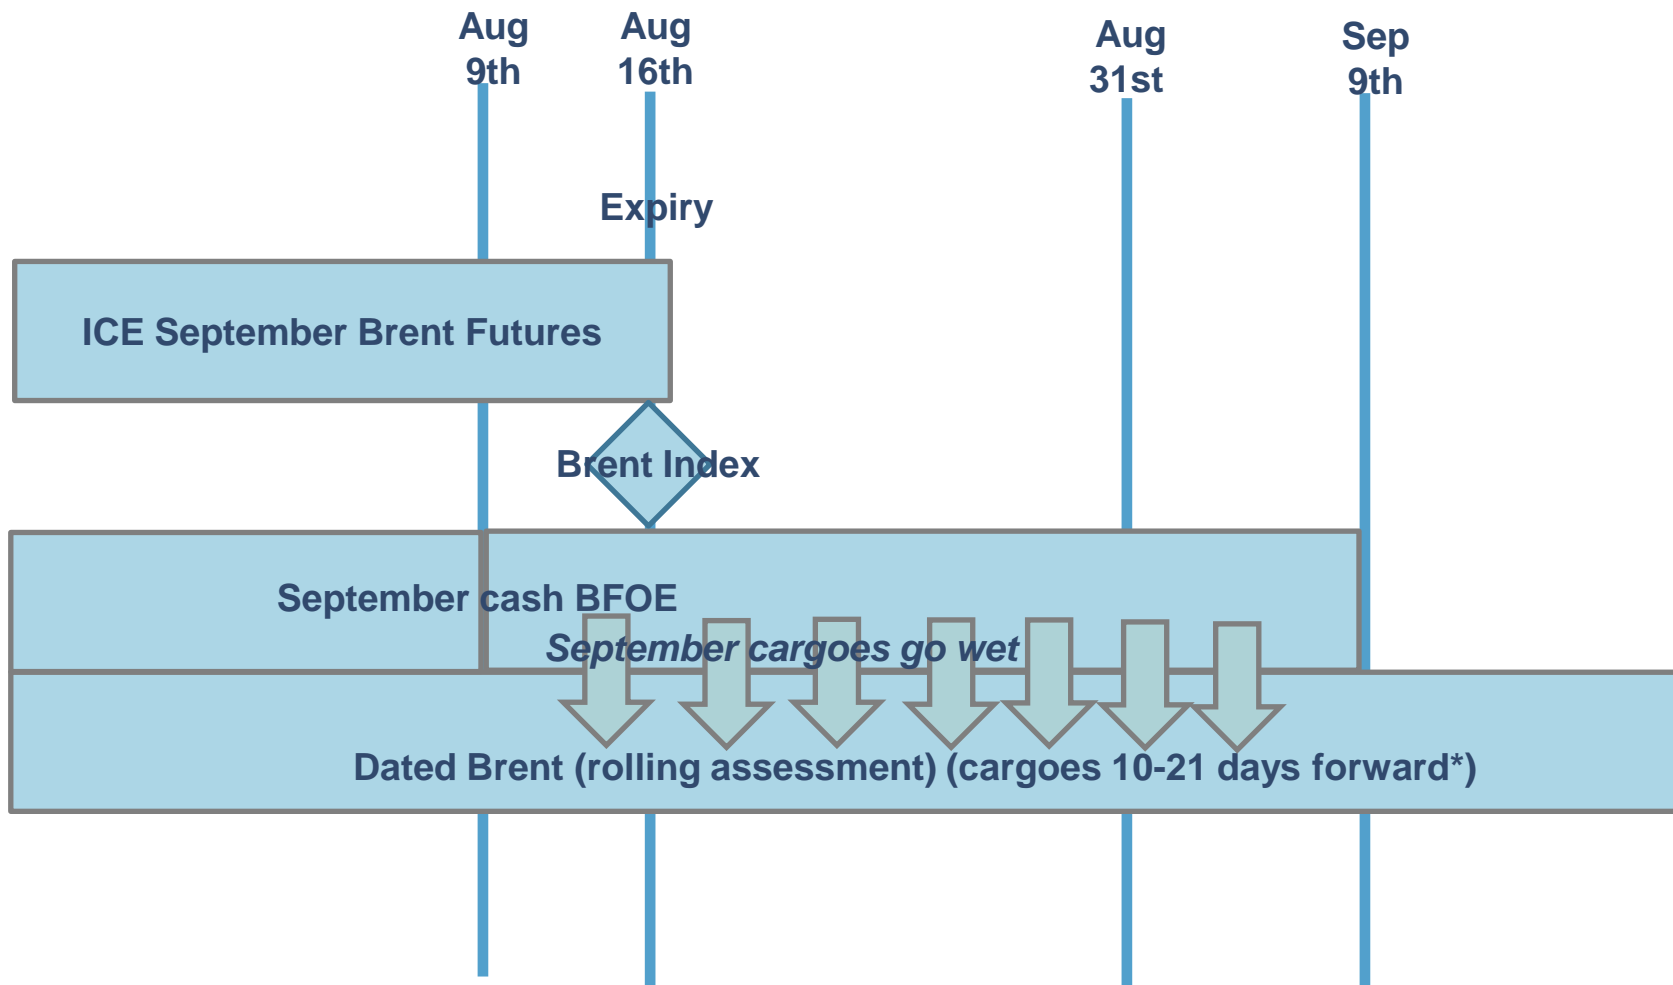 Aug
9th
Aug
16th
Aug
31st
Sep
9th
Expiry
ICE September Brent Futures
Brent Index
September cash BFOE
September cargoes go wet
Dated Brent (rolling assessment) (cargoes 10-21 days forward*)